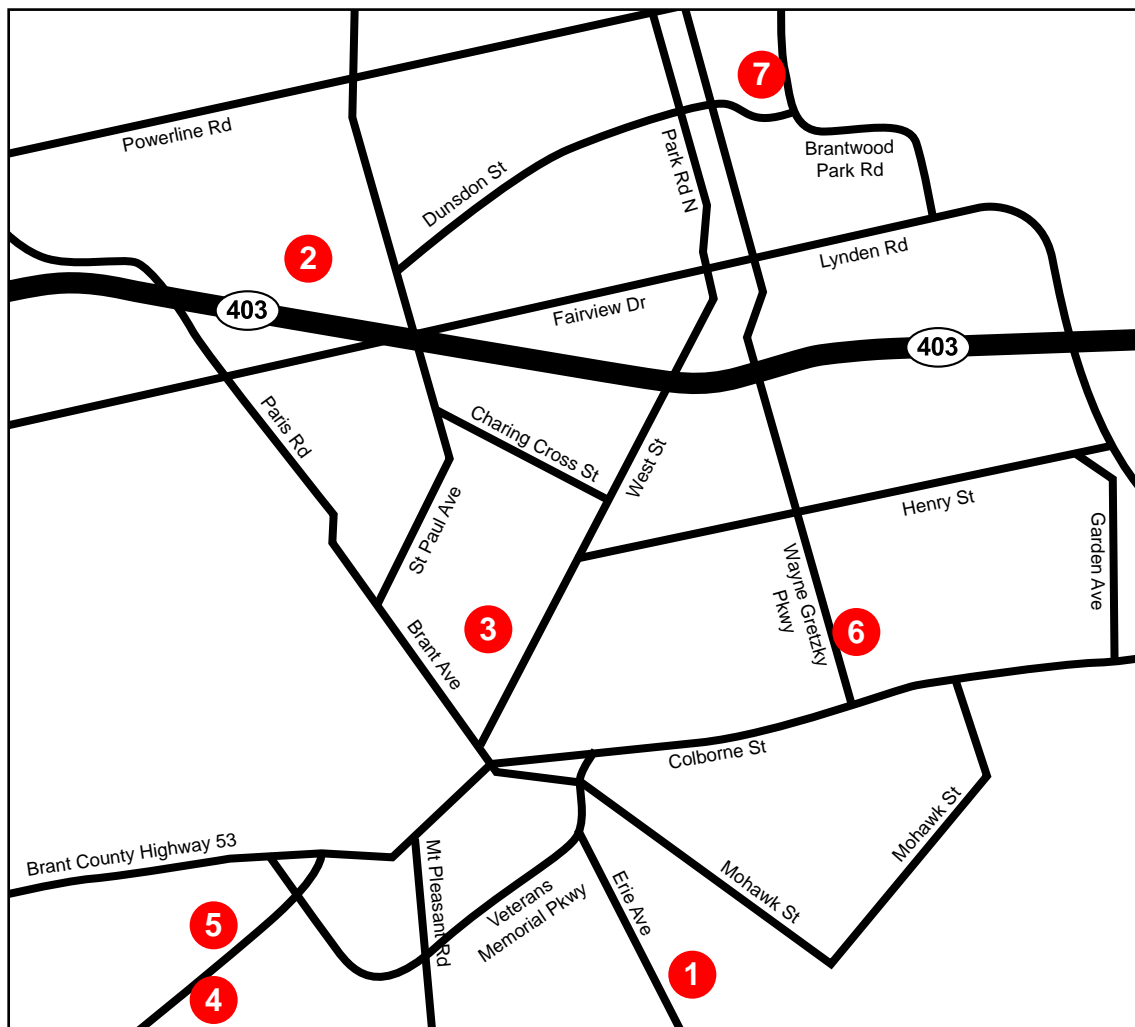 7
Powerline Rd
Park Rd N
Brantwood
Park Rd
Dunsdon St
2
Lynden Rd
403
Fairview Dr
403
Paris Rd
Charing Cross St
West St
St Paul Ave
Henry St
Garden Ave
Wayne Gretzky
Pkwy
3
6
Brant Ave
Colborne St
Mohawk St
Brant County Highway 53
Mt Pleasant Rd
Veterans
Memorial Pkwy
Erie Ave
Mohawk St
5
1
4